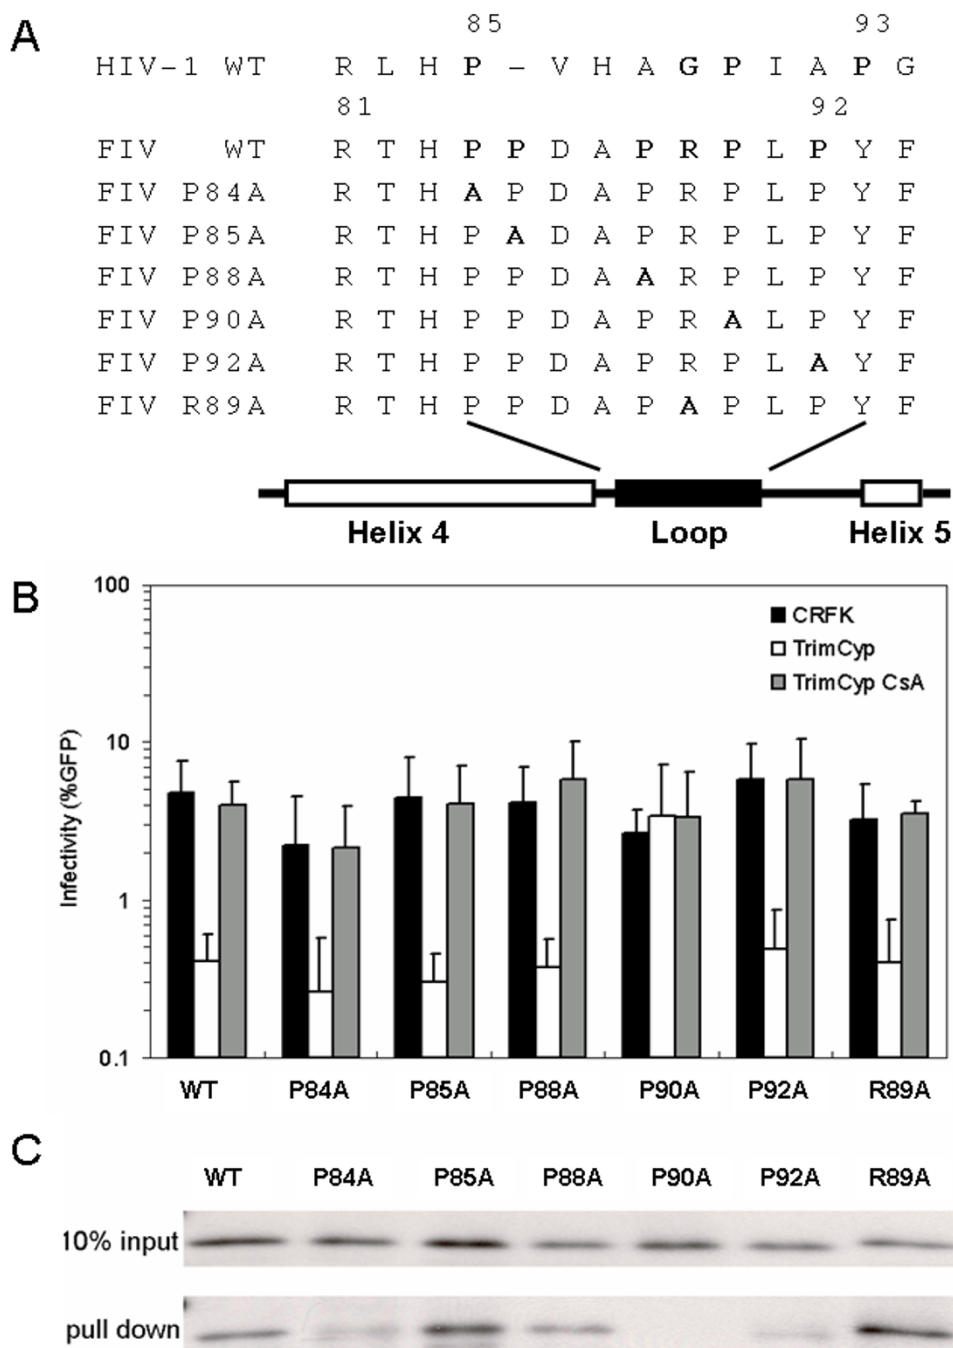 A
85 93
HIV-1 WT R L H P - V H A G P I A P G
81 92
FIV WT R T H P P D A P R P L P Y F
FIV P84A R T H A P D A P R P L P Y F
FIV P85A R T H P A D A P R P L P Y F
FIV P88A R T H P P D A A R P L P Y F
FIV P90A R T H P P D A P R A L P Y F
FIV P92A R T H P P D A P R P L A Y F
FIV R89A R T H P P D A P A P L P Y F
Helix 4 Loop Helix 5
B
100
10
1
0.1
Infectivity (%GFP)
CRFK
TrimCyp
TrimCyp CsA
WT P84A P85A P88A P90A P92A R89A
C
WT P84A P85A P88A P90A P92A R89A
10% input
pull down